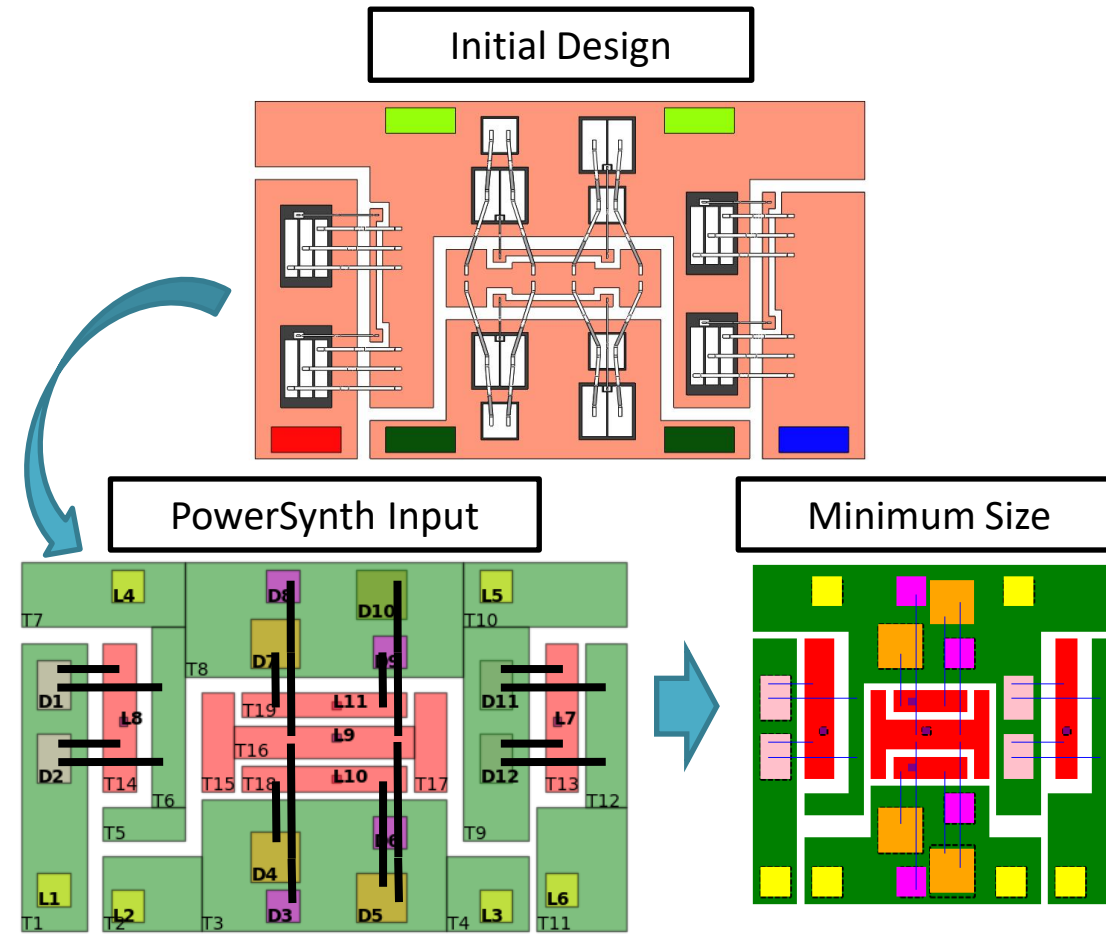 Initial Design
PowerSynth Input
Minimum Size
L4
D8
D10
L5
T7
T10
D7
D9
T8
D1
L8
D11
L7
T19
L11
L9
D2
T16
D12
T14
T15
T18
L10
T17
T13
T6
T12
T5
T9
D6
D4
L1
L2
D3
D5
L3
L6
T1
T2
T3
T4
T11